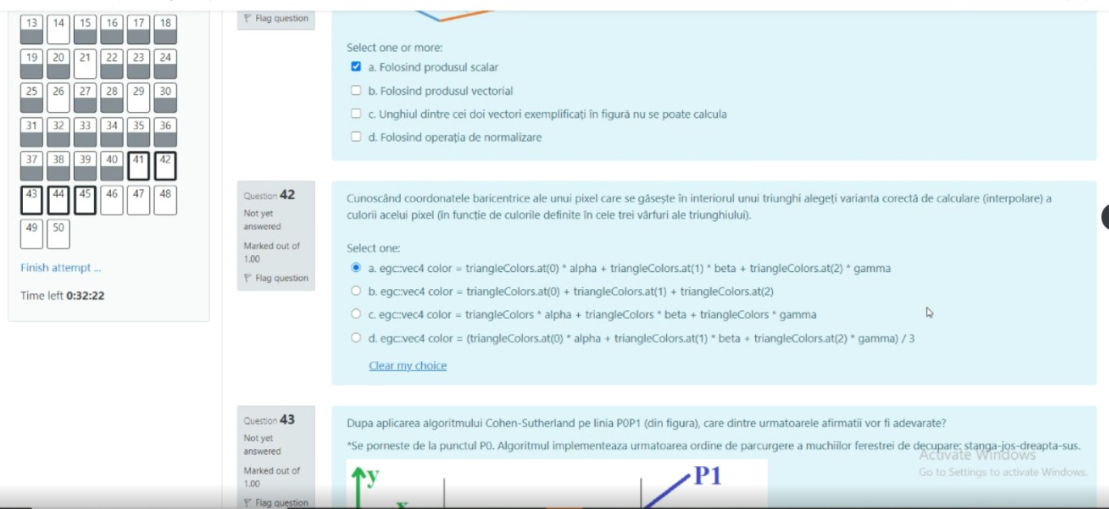 13 14 15 16 17 18
19 20 21 22 23 24
25 26 27 28 29 30
31 32 33 34 35 36
37 38 39 40 41 42
43 44 45 46 47 48
49 50
Finish attempt ...
Time left 0:32:22
Flag question
Select one or more:
a. Folosind produsul scalar
b. Folosind produsul vectorial
c. Unghiul dintre cei doi vectori exemplificați în figură nu se poate calcula
d. Folosind operația de normalizare
Question 42
Not yet
answered
Marked out of
1.00
Flag question
Cunoscând coordonatele baricentrice ale unui pixel care se găsește în interiorul unui triunghi alegeți varianta corectă de calculare (interpolare) a
culorii acelui pixel (în funcție de culorile definite în cele trei vârfuri ale triunghiului).
Select one:
a. egc::vec4 color = triangleColors.at(0) * alpha + triangleColors.at(1) * beta + triangleColors.at(2) * gamma
b. egc::vec4 color = triangleColors.at(0) + triangleColors.at(1) + triangleColors.at(2)
c. egc::vec4 color = triangleColors * alpha + triangleColors * beta + triangleColors * gamma
d. egc::vec4 color = (triangleColors.at(0) * alpha + triangleColors.at(1) * beta + triangleColors.at(2) * gamma) / 3
Clear my choice
Question 43
Not yet
answered
Marked out of
1.00
Flag question
Dupa aplicarea algoritmului Cohen-Sutherland pe linia P0P1 (din figura), care dintre urmatoarele afirmatii vor fi adevarate?
*Se porneste de la punctul P0. Algoritmul implementeaza urmatoarea ordine de parcurgere a muchiilor ferestrei de decupare: stanga-jos-dreapta-sus.
y
P1
Activate Windows
Go to Settings to activate Windows.